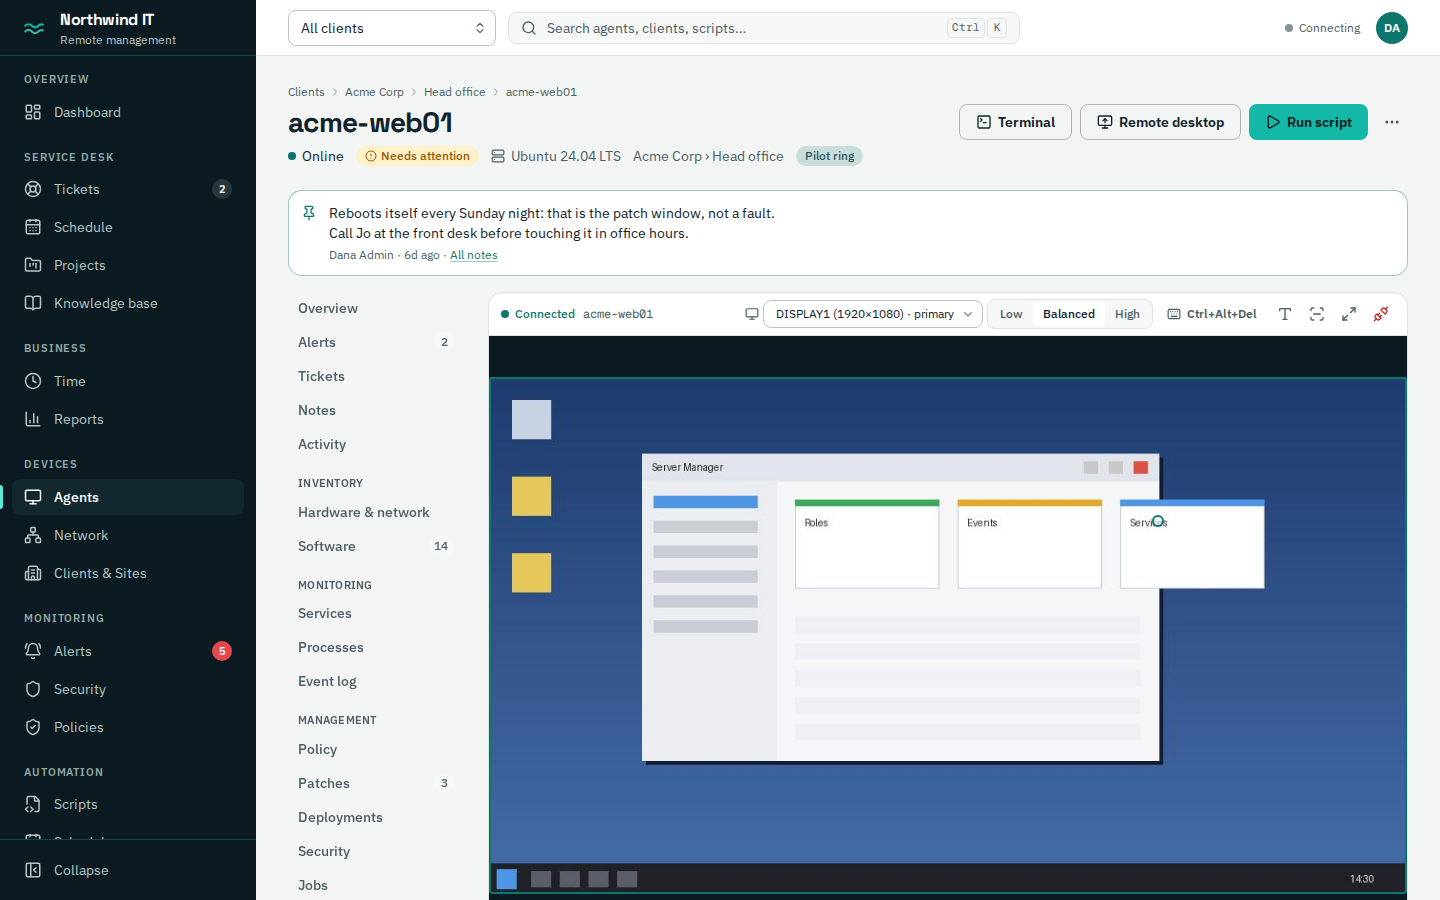 Northwind IT
Remote management
All clients
Search agents, clients, scripts...
Ctrl K
Connecting
DA
OVERVIEW
Dashboard
SERVICE DESK
Tickets 2
Schedule
Projects
Knowledge base
BUSINESS
Time
Reports
DEVICES
Agents
Network
Clients & Sites
MONITORING
Alerts 5
Security
Policies
AUTOMATION
Scripts
Collapse
Clients > Acme Corp > Head office > acme-web01
acme-web01
Terminal
Remote desktop
Run script
Online
Needs attention
Ubuntu 24.04 LTS
Acme Corp › Head office
Pilot ring
Reboots itself every Sunday night: that is the patch window, not a fault.
Call Jo at the front desk before touching it in office hours.
Dana Admin · 6d ago · All notes
Overview
Alerts 2
Tickets
Notes
Activity
INVENTORY
Hardware & network
Software 14
MONITORING
Services
Processes
Event log
MANAGEMENT
Policy
Patches 3
Deployments
Security
Jobs
Connected acme-web01
DISPLAY1 (1920×1080) · primary
Low Balanced High
Ctrl+Alt+Del
Server Manager
Roles
Events
Services
14:30